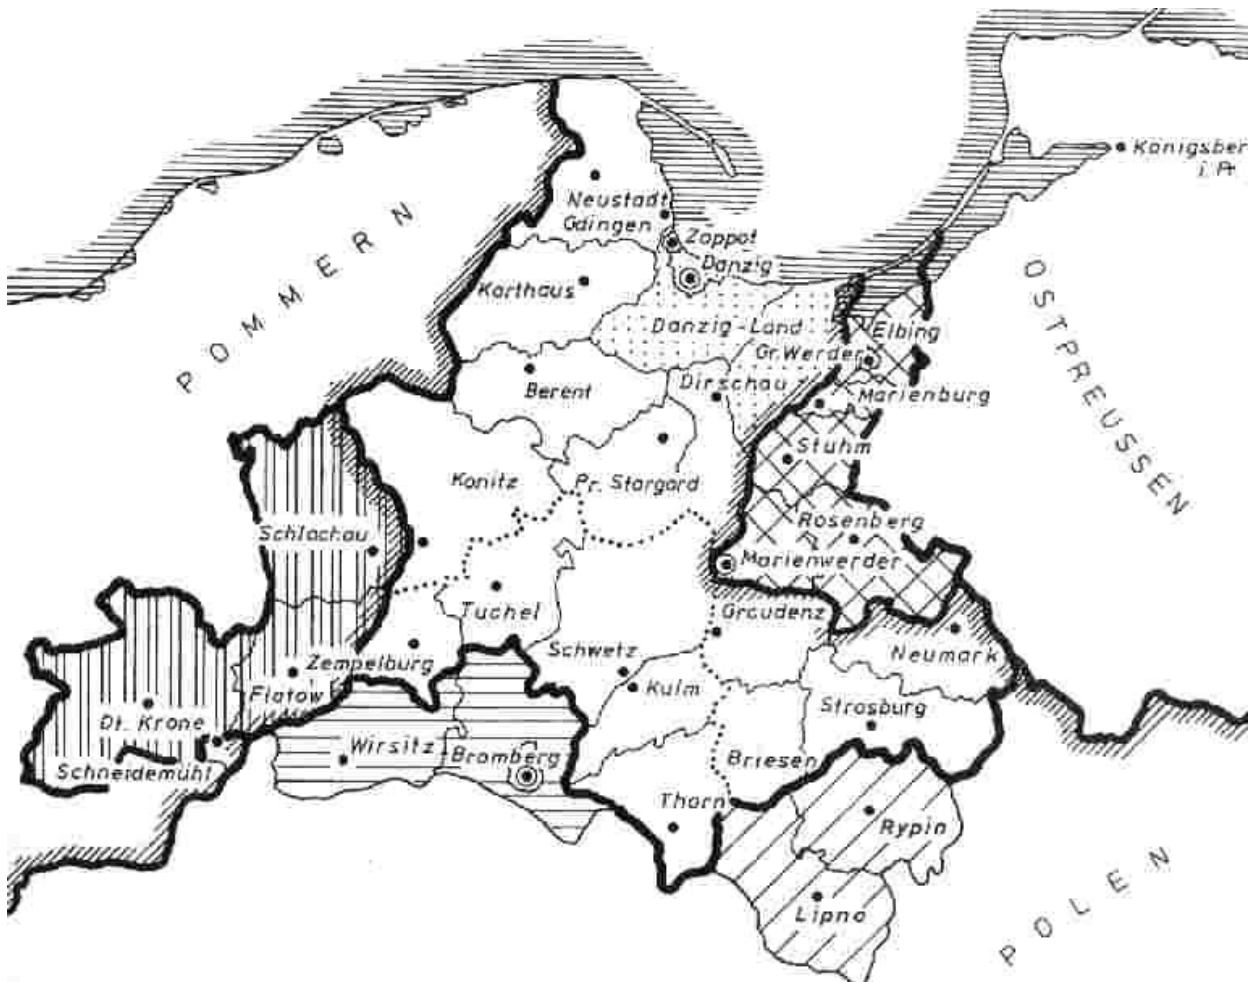 Königsber
i. Pr
Neustadt
Gdingen
Zoppot
Danzig
POMMERN
OSTPREUSSEN
Karthaus
Danzig-Land
Elbing
Gr. Werder
Berent
Dirschau
Marienburg
Stuhm
Konitz
Pr. Stargard
Schlochau
Rosenberg
Marienwerder
Tuchel
Graudenz
Schwetz
Zempelburg
Neumark
Flatow
Kulm
Dt. Krone
Strasburg
Wirsitz
Bromberg
Briesen
Schneidemühl
Thorn
Rypin
POLEN
Lipno